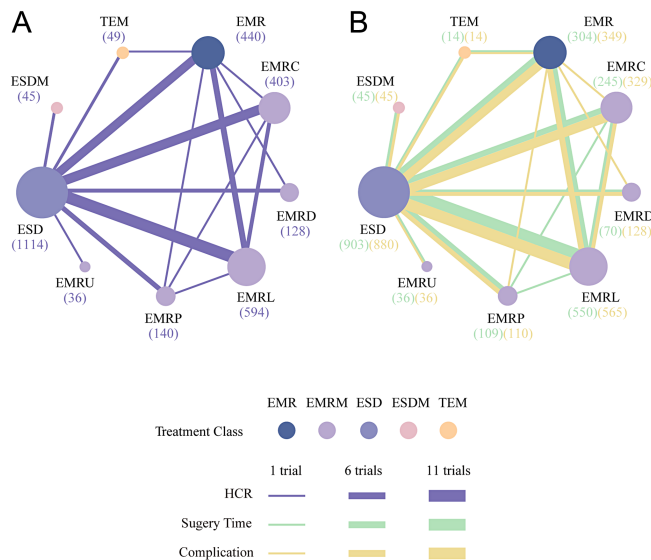 A
TEM
(49)
EMR
(440)
EMRC
(403)
ESDM
(45)
ESD
(1114)
EMRD
(128)
EMRU
(36)
EMRL
(594)
EMRP
(140)
B
TEM
(14)(14)
EMR
(304)(349)
EMRC
(245)(329)
ESDM
(45)(45)
ESD
(903)(880)
EMRD
(70)(128)
EMRU
(36)(36)
EMRL
(550)(565)
EMRP
(109)(110)
EMR EMRM ESD ESDM TEM
Treatment Class
1 trial 6 trials 11 trials
HCR
Sugery Time
Complication